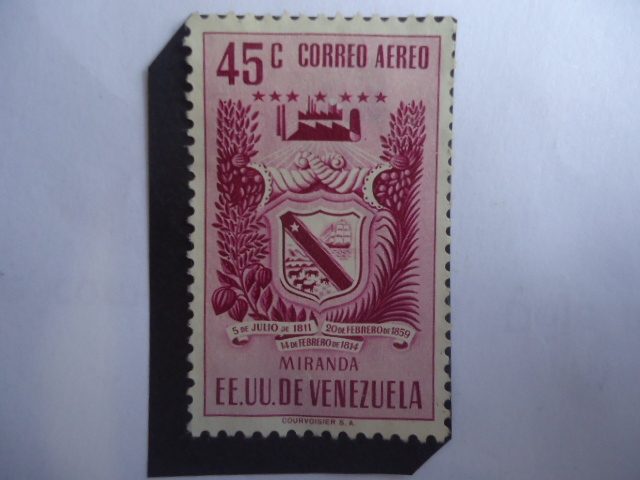 45 C CORREO AEREO
5 DE JULIO DE 1811 20 DE FEBRERO DE 1859
14 DE FEBRERO DE 1814
MIRANDA
EE.UU. DE VENEZUELA
COURVOISIER S.A.